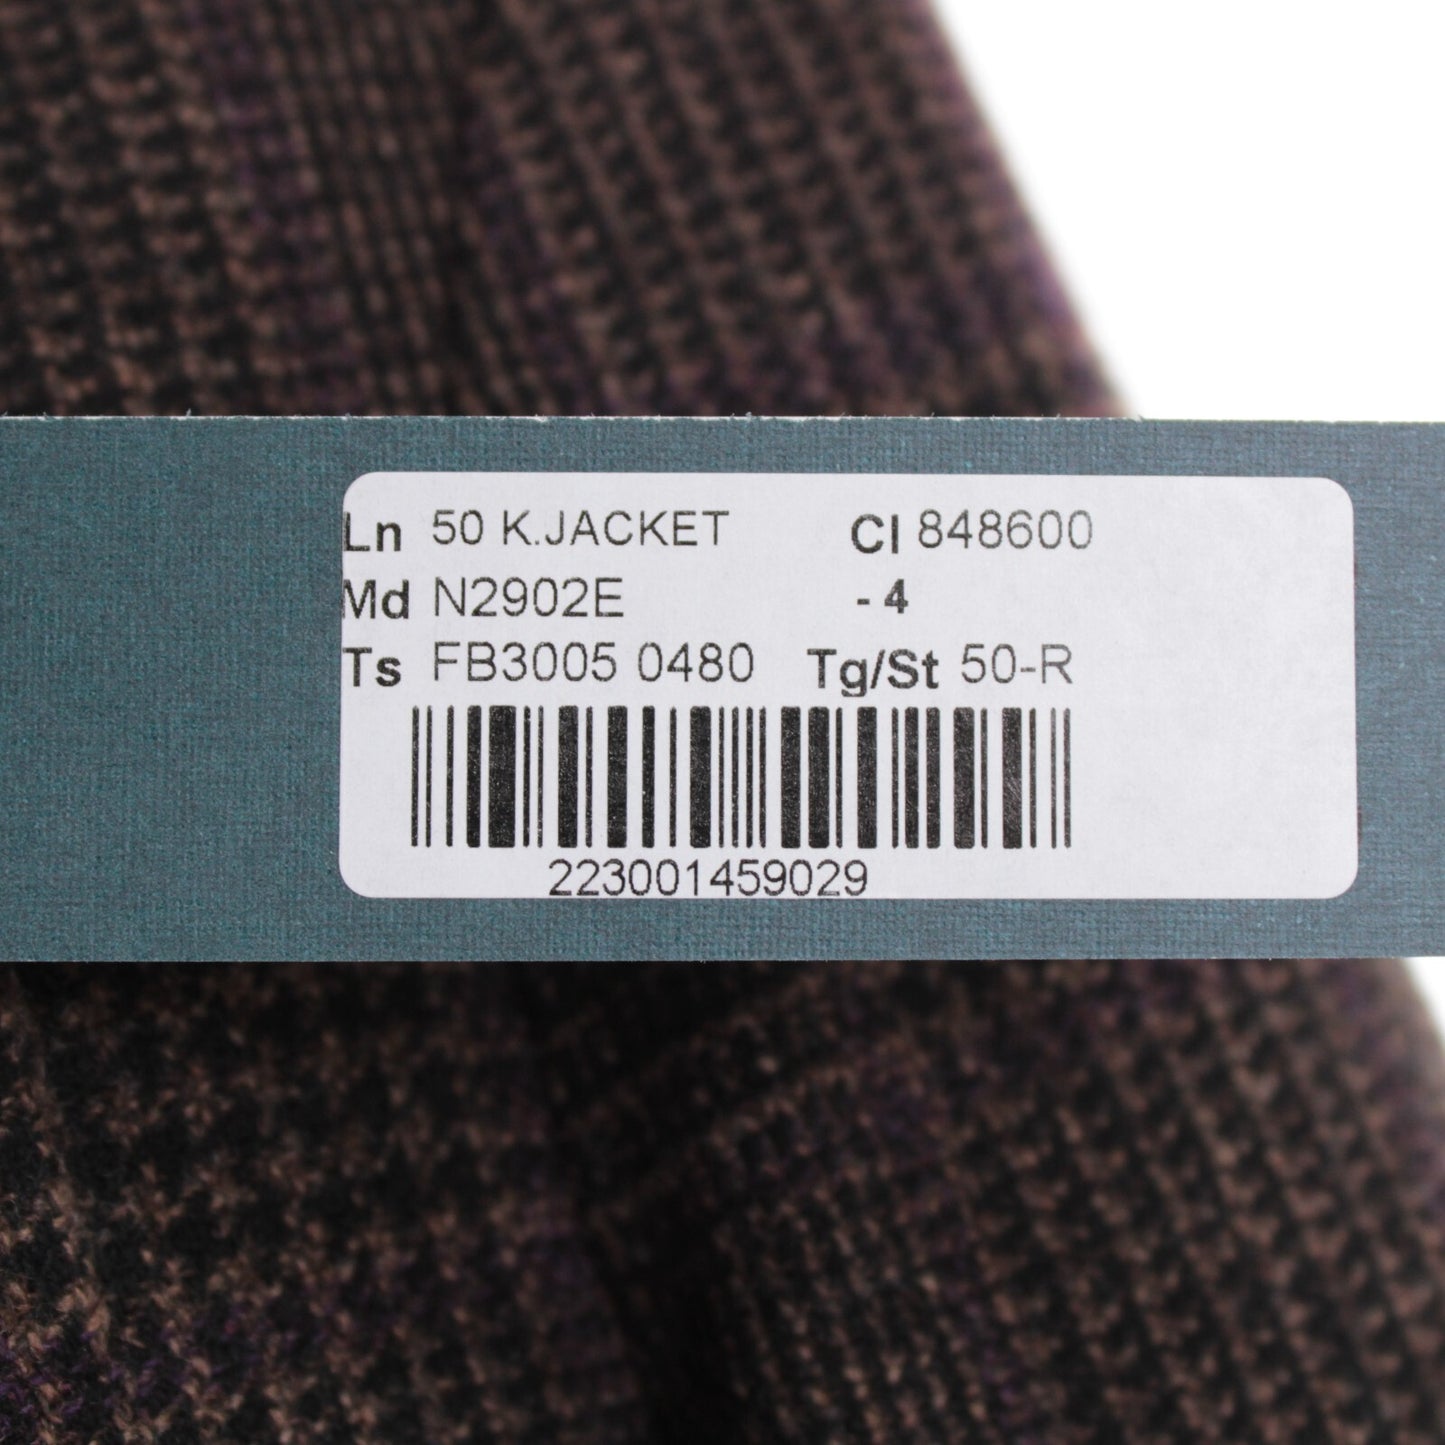 Ln 50 K.JACKET Cl 848600
Md N2902E - 4
Ts FB3005 0480 Tg/St 50-R
223001459029